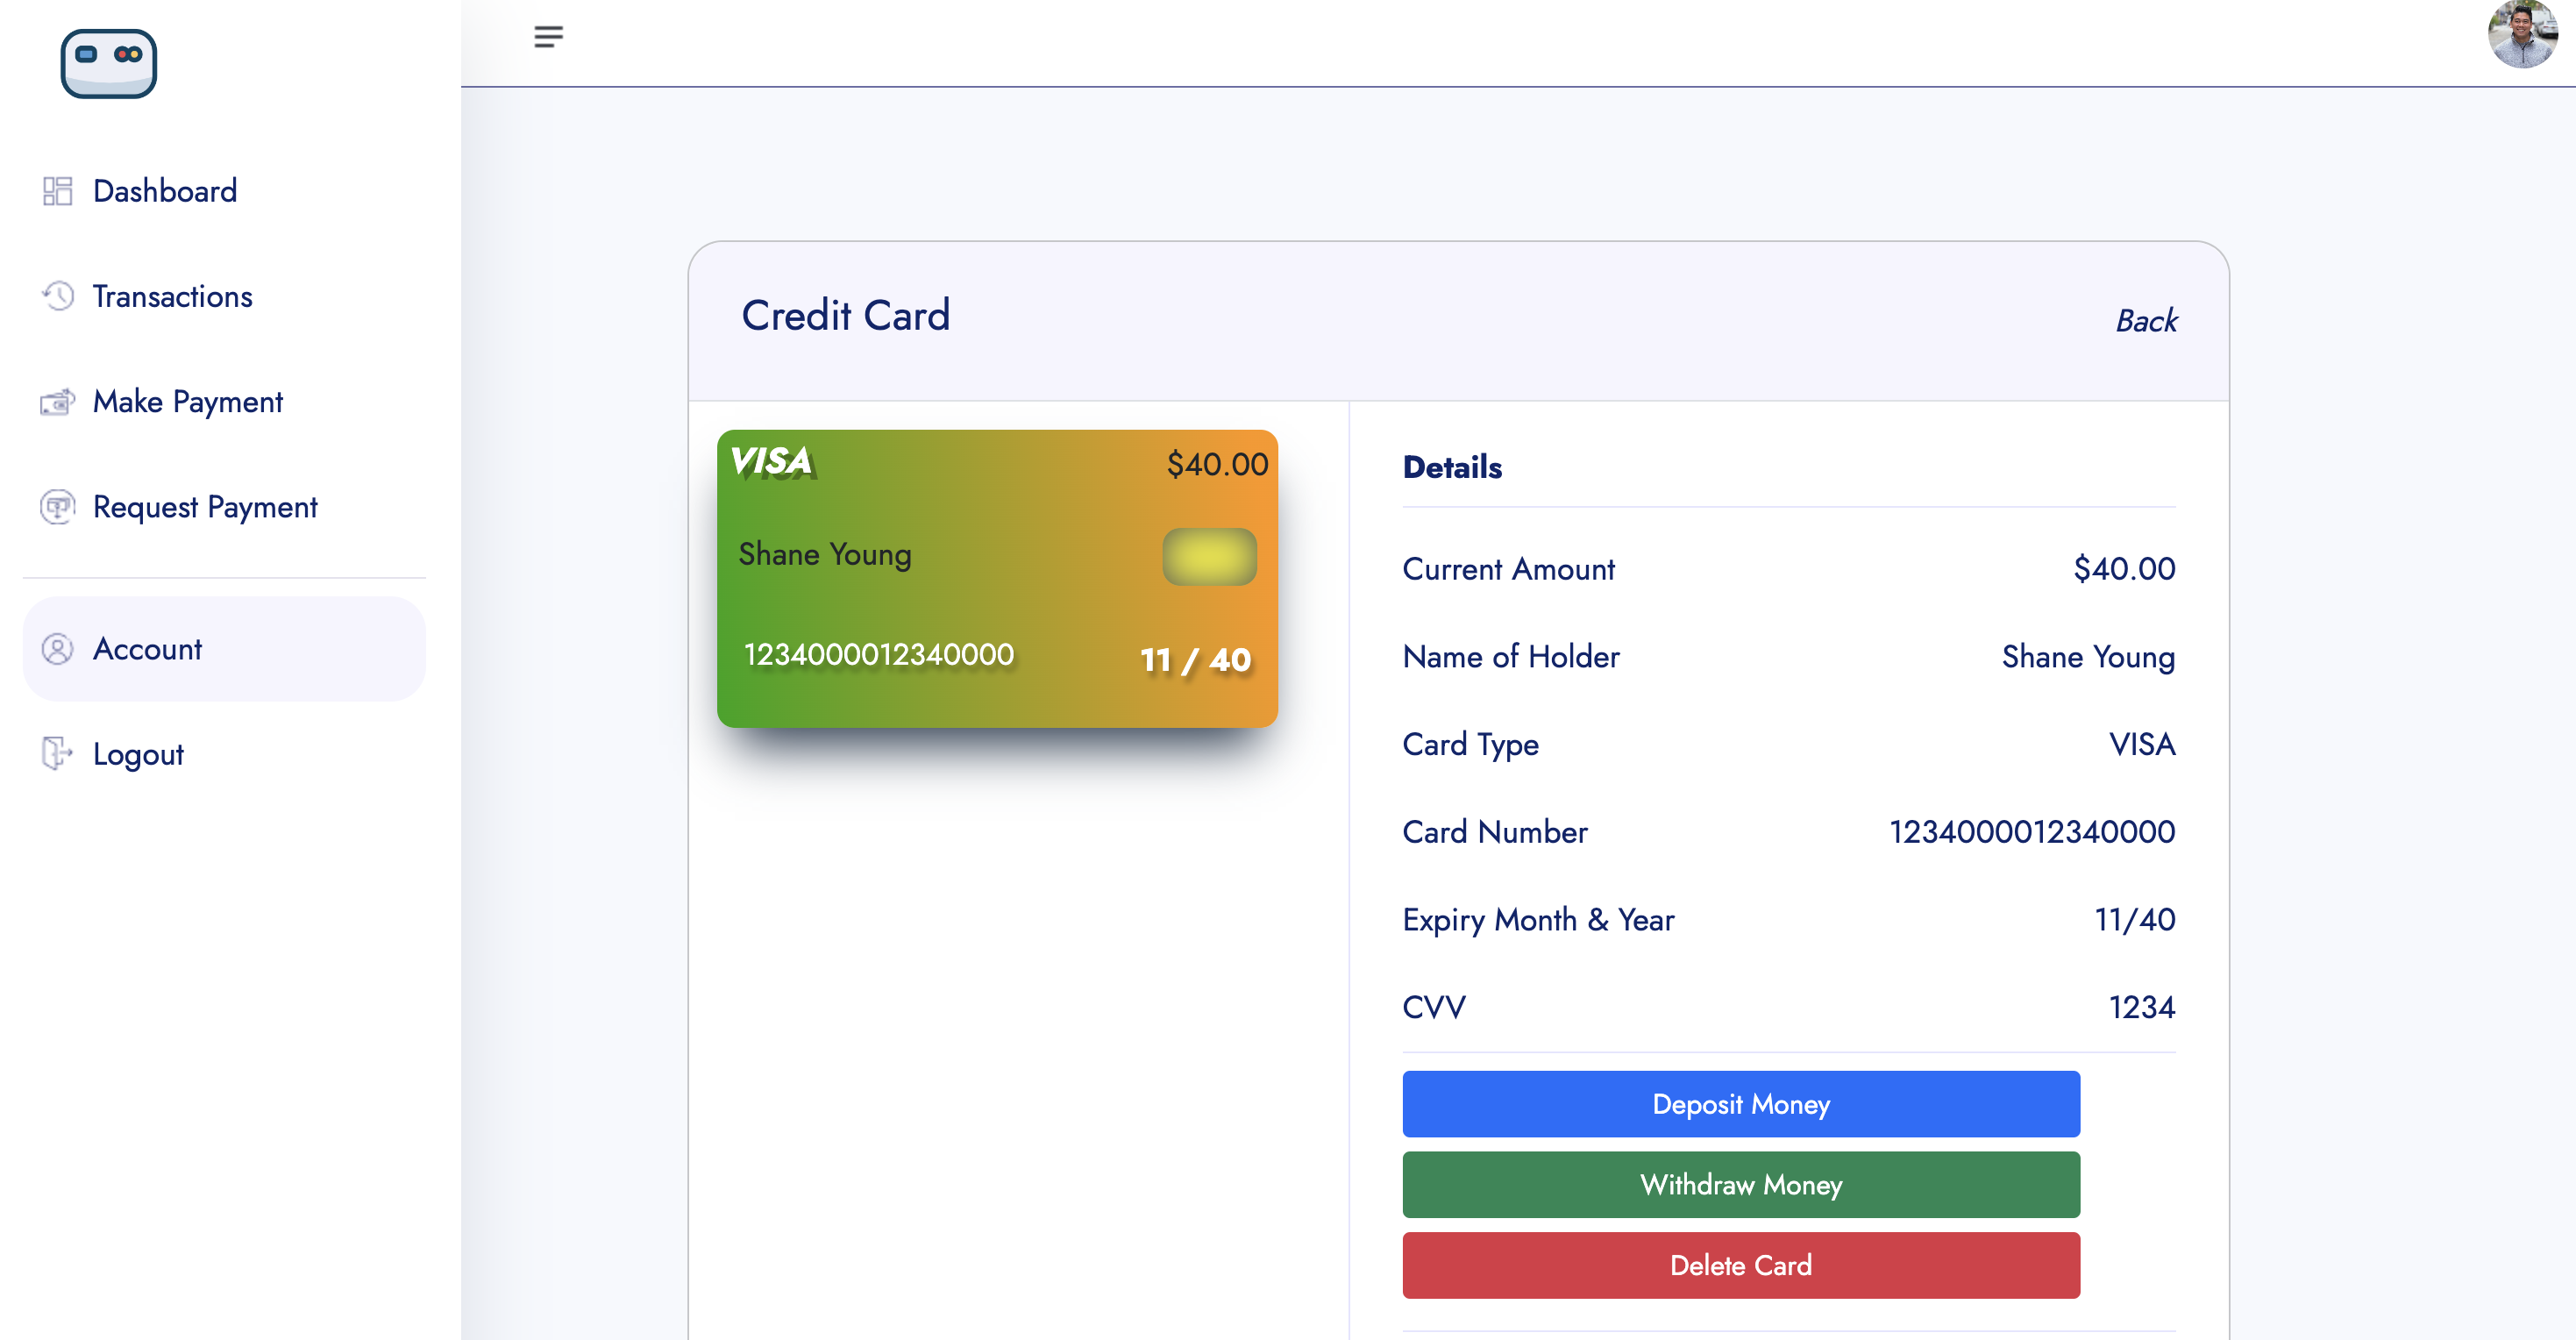 Dashboard
Transactions
Make Payment
Request Payment
Account
Logout
Credit Card
Back
VISA
$40.00
Shane Young
1234000012340000
11 / 40
Details
Current Amount $40.00
Name of Holder Shane Young
Card Type VISA
Card Number 1234000012340000
Expiry Month & Year 11/40
CVV 1234
Deposit Money
Withdraw Money
Delete Card